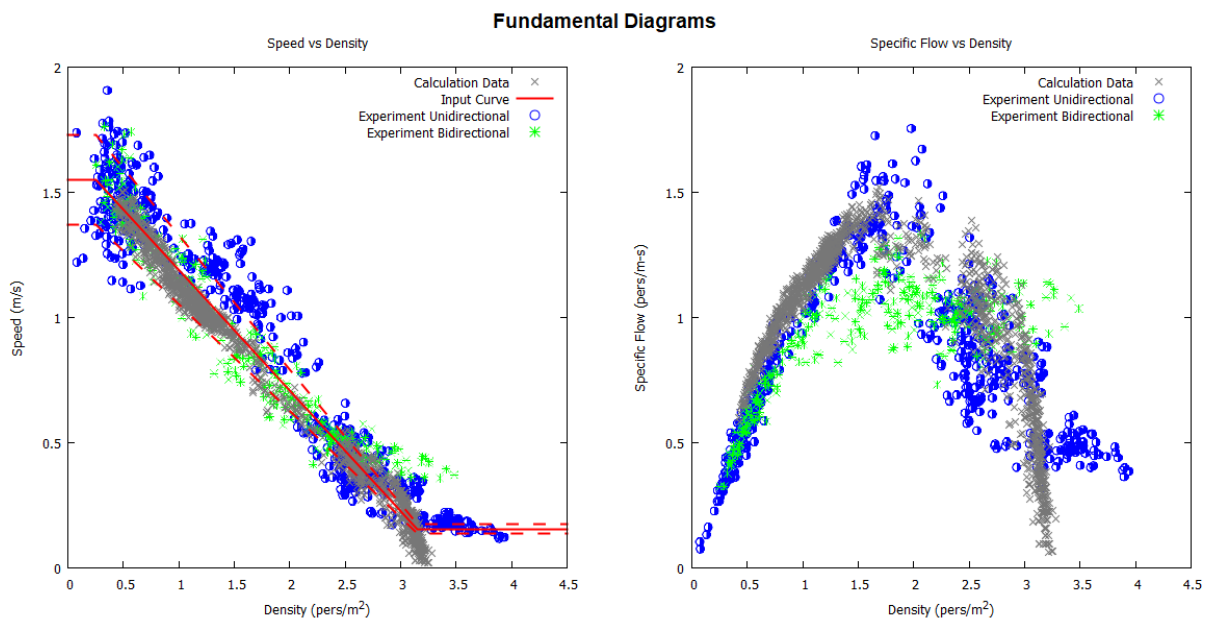 Fundamental Diagrams
Speed vs Density
2
1.5
1
0.5
0
Speed (m/s)
Calculation Data
Input Curve
Experiment Unidirectional
Experiment Bidirectional
0 0.5 1 1.5 2 2.5 3 3.5 4 4.5
Density (pers/m²)
Specific Flow vs Density
2
1.5
1
0.5
0
Specific Flow (pers/m-s)
Calculation Data
Experiment Unidirectional
Experiment Bidirectional
0 0.5 1 1.5 2 2.5 3 3.5 4 4.5
Density (pers/m²)